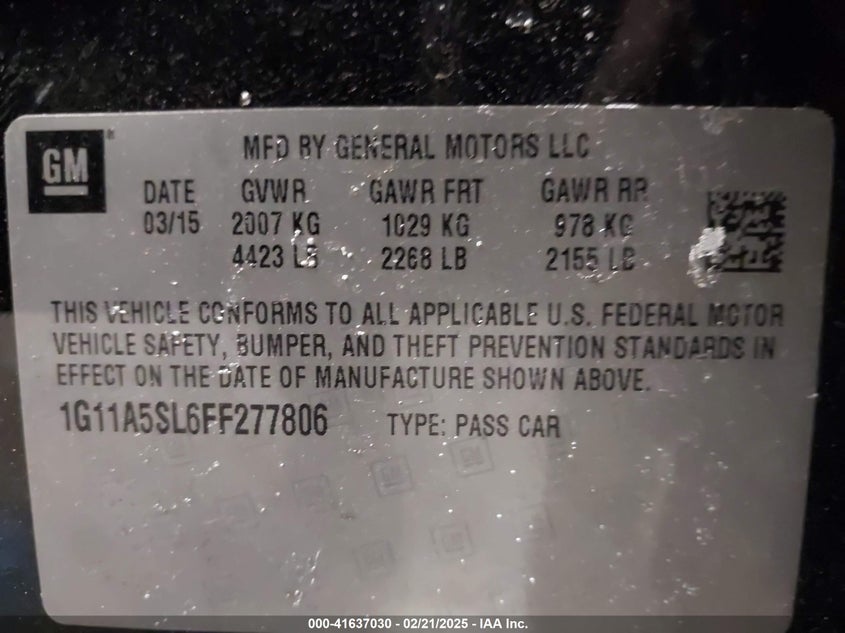 GM®
MFD BY GENERAL MOTORS LLC
DATE GVWR GAWR FRT GAWR RR
03/15 2007 KG 1029 KG 978 KG
4423 LB 2268 LB 2155 LB
THIS VEHICLE CONFORMS TO ALL APPLICABLE U.S. FEDERAL MOTOR
VEHICLE SAFETY, BUMPER, AND THEFT PREVENTION STANDARDS IN
EFFECT ON THE DATE OF MANUFACTURE SHOWN ABOVE.
1G11A5SL6FF277806 TYPE: PASS CAR
000-41637030 - 02/21/2025 - IAA Inc.